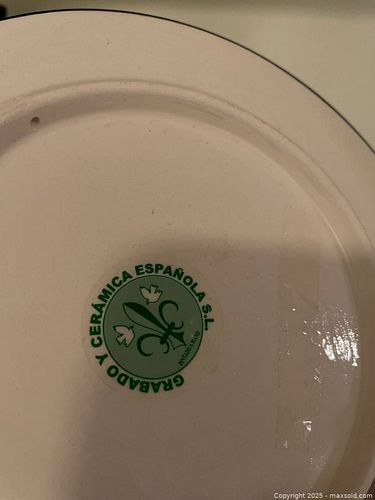 GRABADO Y CERÁMICA ESPAÑOLA S.L.
Copyright 2025 - maxsold.com